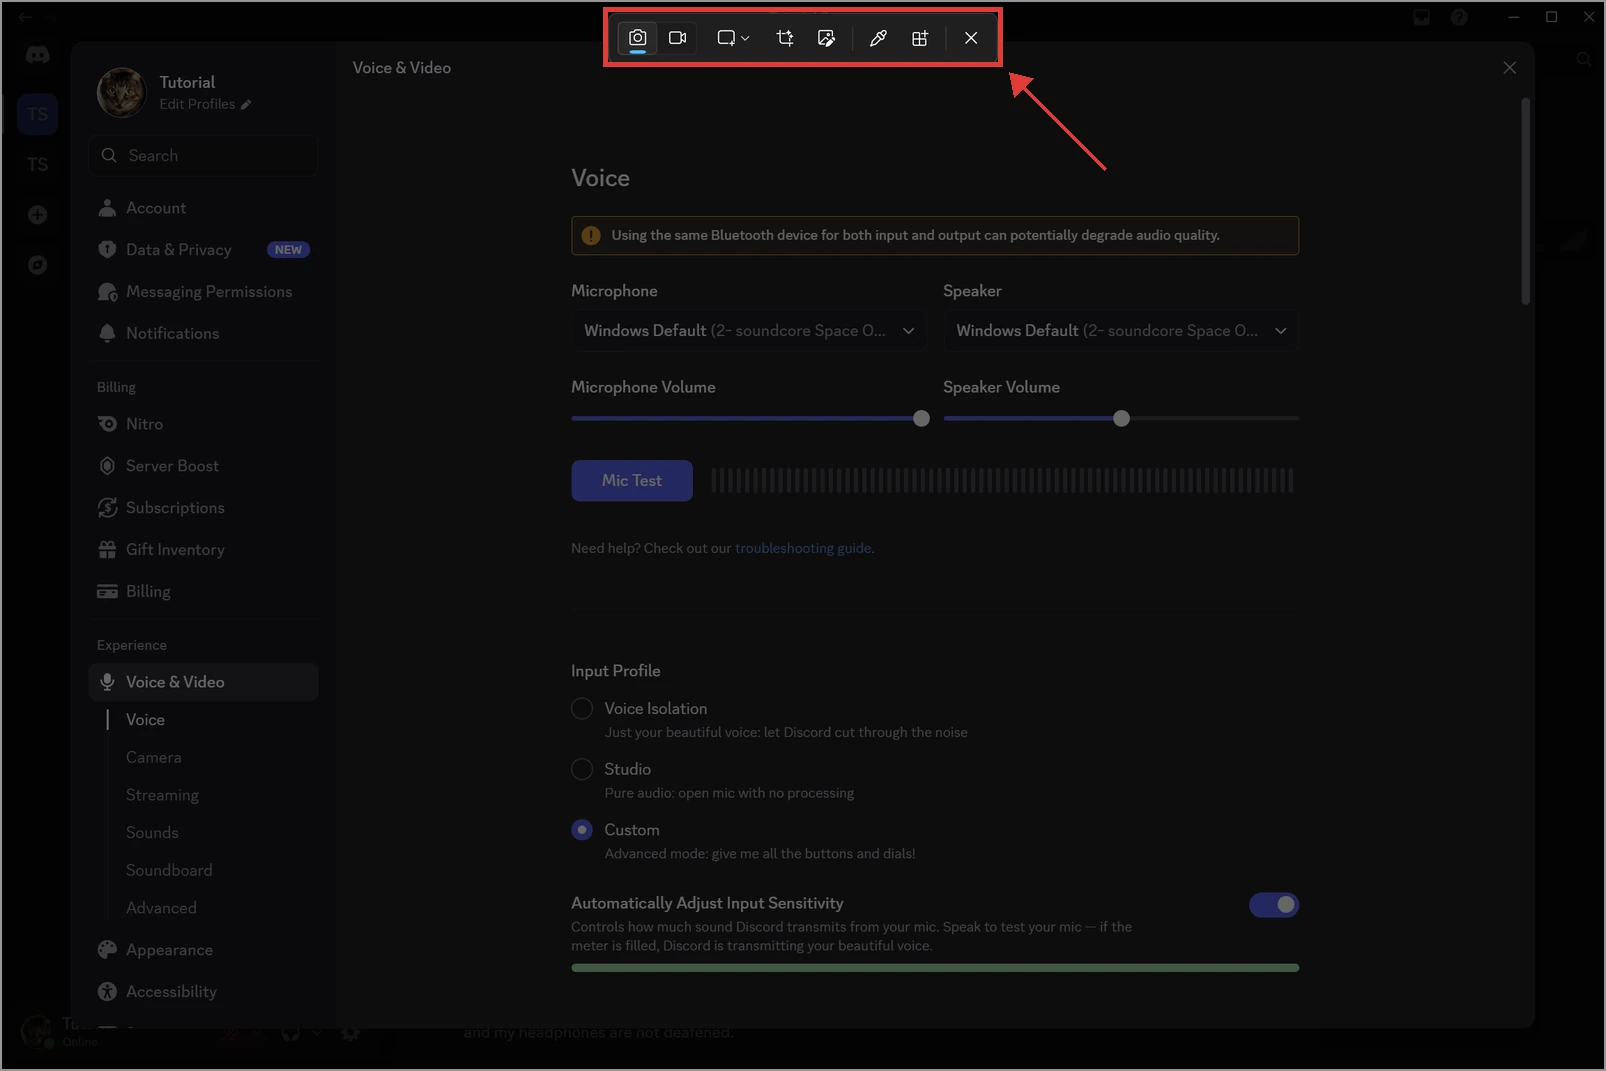 Tutorial
Edit Profiles
TS
TS
Search
Account
Data & Privacy NEW
Messaging Permissions
Notifications
Billing
Nitro
Server Boost
Subscriptions
Gift Inventory
Billing
Experience
Voice & Video
Voice
Camera
Streaming
Sounds
Soundboard
Advanced
Appearance
Accessibility
Online
Voice & Video
Voice
Using the same Bluetooth device for both input and output can potentially degrade audio quality.
Microphone
Windows Default (2- soundcore Space O...
Speaker
Windows Default (2- soundcore Space O...
Microphone Volume
Speaker Volume
Mic Test
Need help? Check out our troubleshooting guide.
Input Profile
Voice Isolation
Just your beautiful voice: let Discord cut through the noise
Studio
Pure audio: open mic with no processing
Custom
Advanced mode: give me all the buttons and dials!
Automatically Adjust Input Sensitivity
Controls how much sound Discord transmits from your mic. Speak to test your mic — if the
meter is filled, Discord is transmitting your beautiful voice.
and my headphones are not deafened.